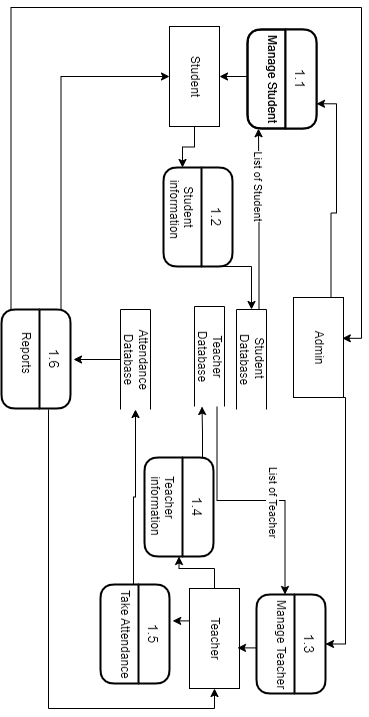 1.1
Manage Student
Student
1.2
Student
information
List of Student
Admin
Student
Database
Teacher
Database
Attendance
Database
1.6
Reports
List of Teacher
1.4
Teacher
information
1.3
Manage Teacher
Teacher
1.5
Take Attendance